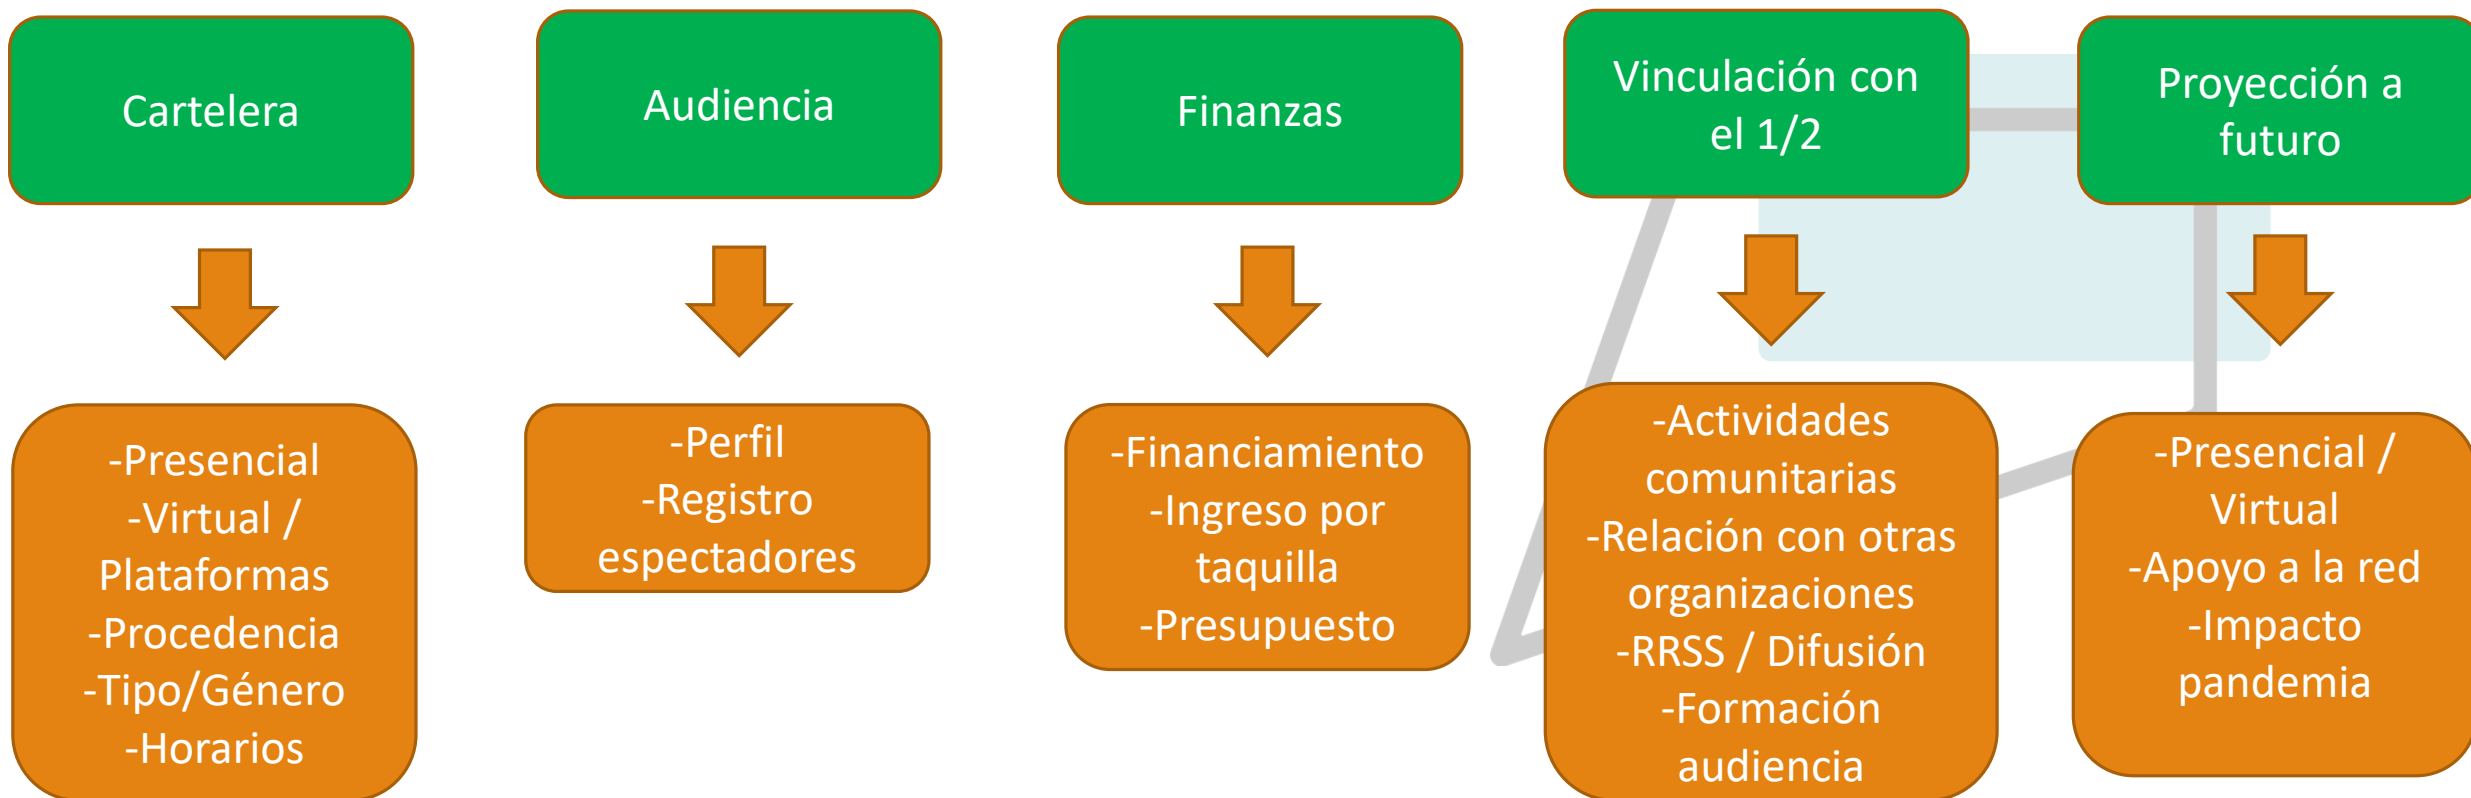 Cartelera
Audiencia
Finanzas
Vinculación con
el 1/2
Proyección a
futuro
-Presencial
-Virtual /
Plataformas
-Procedencia
-Tipo/Género
-Horarios
-Perfil
-Registro
espectadores
-Financiamiento
-Ingreso por
taquilla
-Presupuesto
-Actividades
comunitarias
-Relación con otras
organizaciones
-RRSS / Difusión
-Formación
audiencia
-Presencial /
Virtual
-Apoyo a la red
-Impacto
pandemia